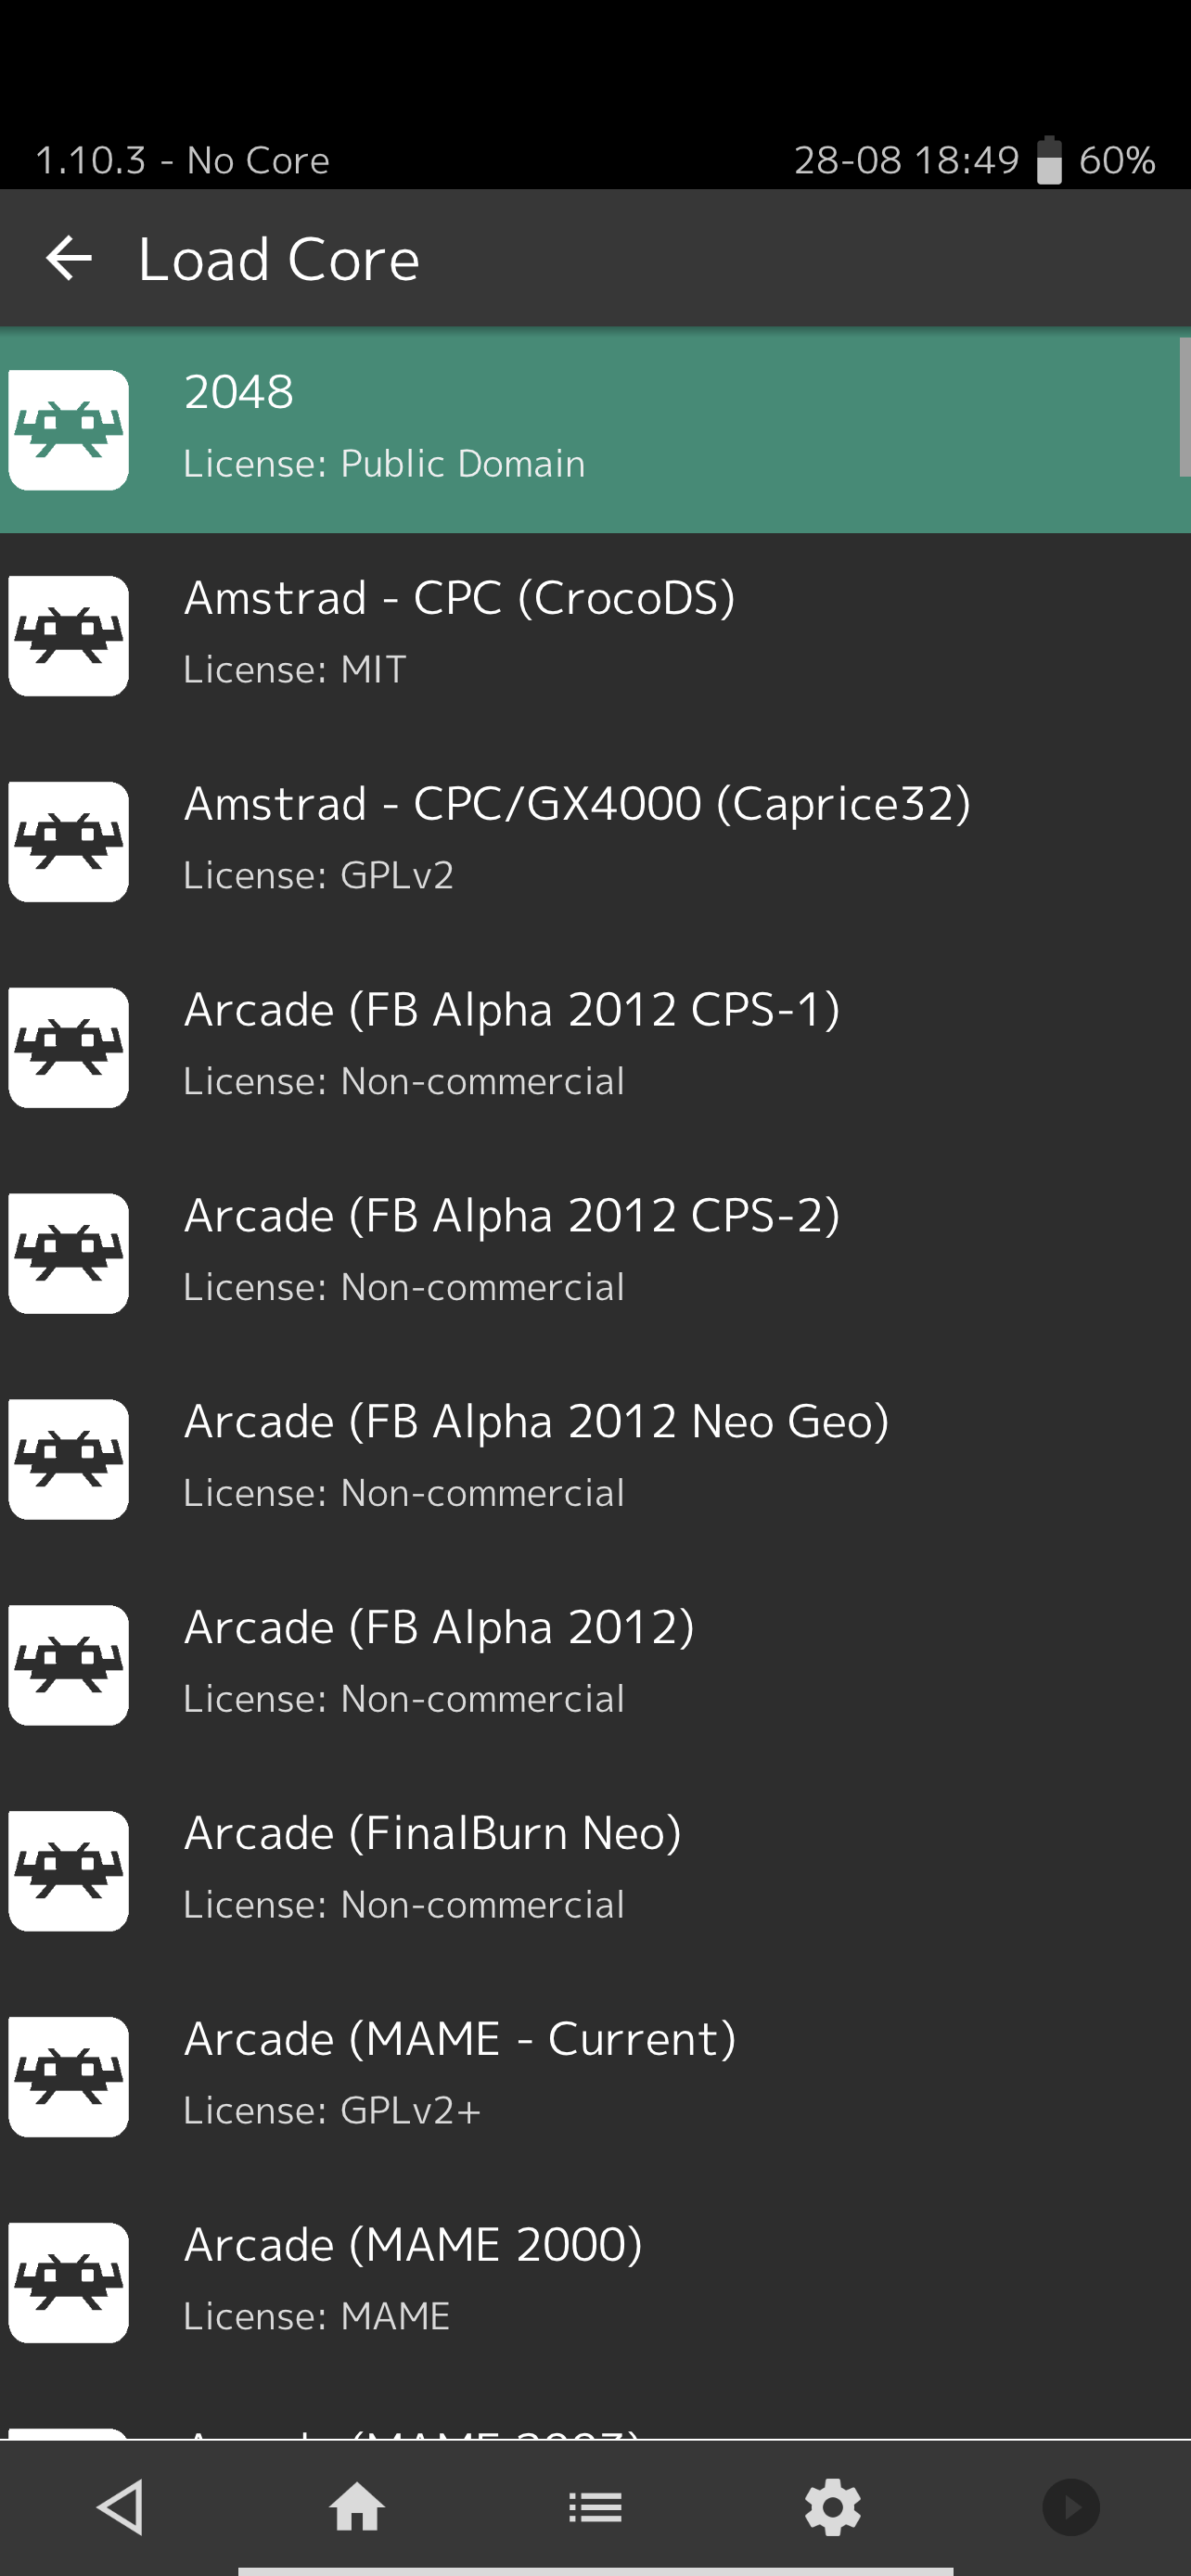 1.10.3 - No Core
28-08 18:49 60%
Load Core
2048
License: Public Domain
Amstrad - CPC (CrocoDS)
License: MIT
Amstrad - CPC/GX4000 (Caprice32)
License: GPLv2
Arcade (FB Alpha 2012 CPS-1)
License: Non-commercial
Arcade (FB Alpha 2012 CPS-2)
License: Non-commercial
Arcade (FB Alpha 2012 Neo Geo)
License: Non-commercial
Arcade (FB Alpha 2012)
License: Non-commercial
Arcade (FinalBurn Neo)
License: Non-commercial
Arcade (MAME - Current)
License: GPLv2+
Arcade (MAME 2000)
License: MAME